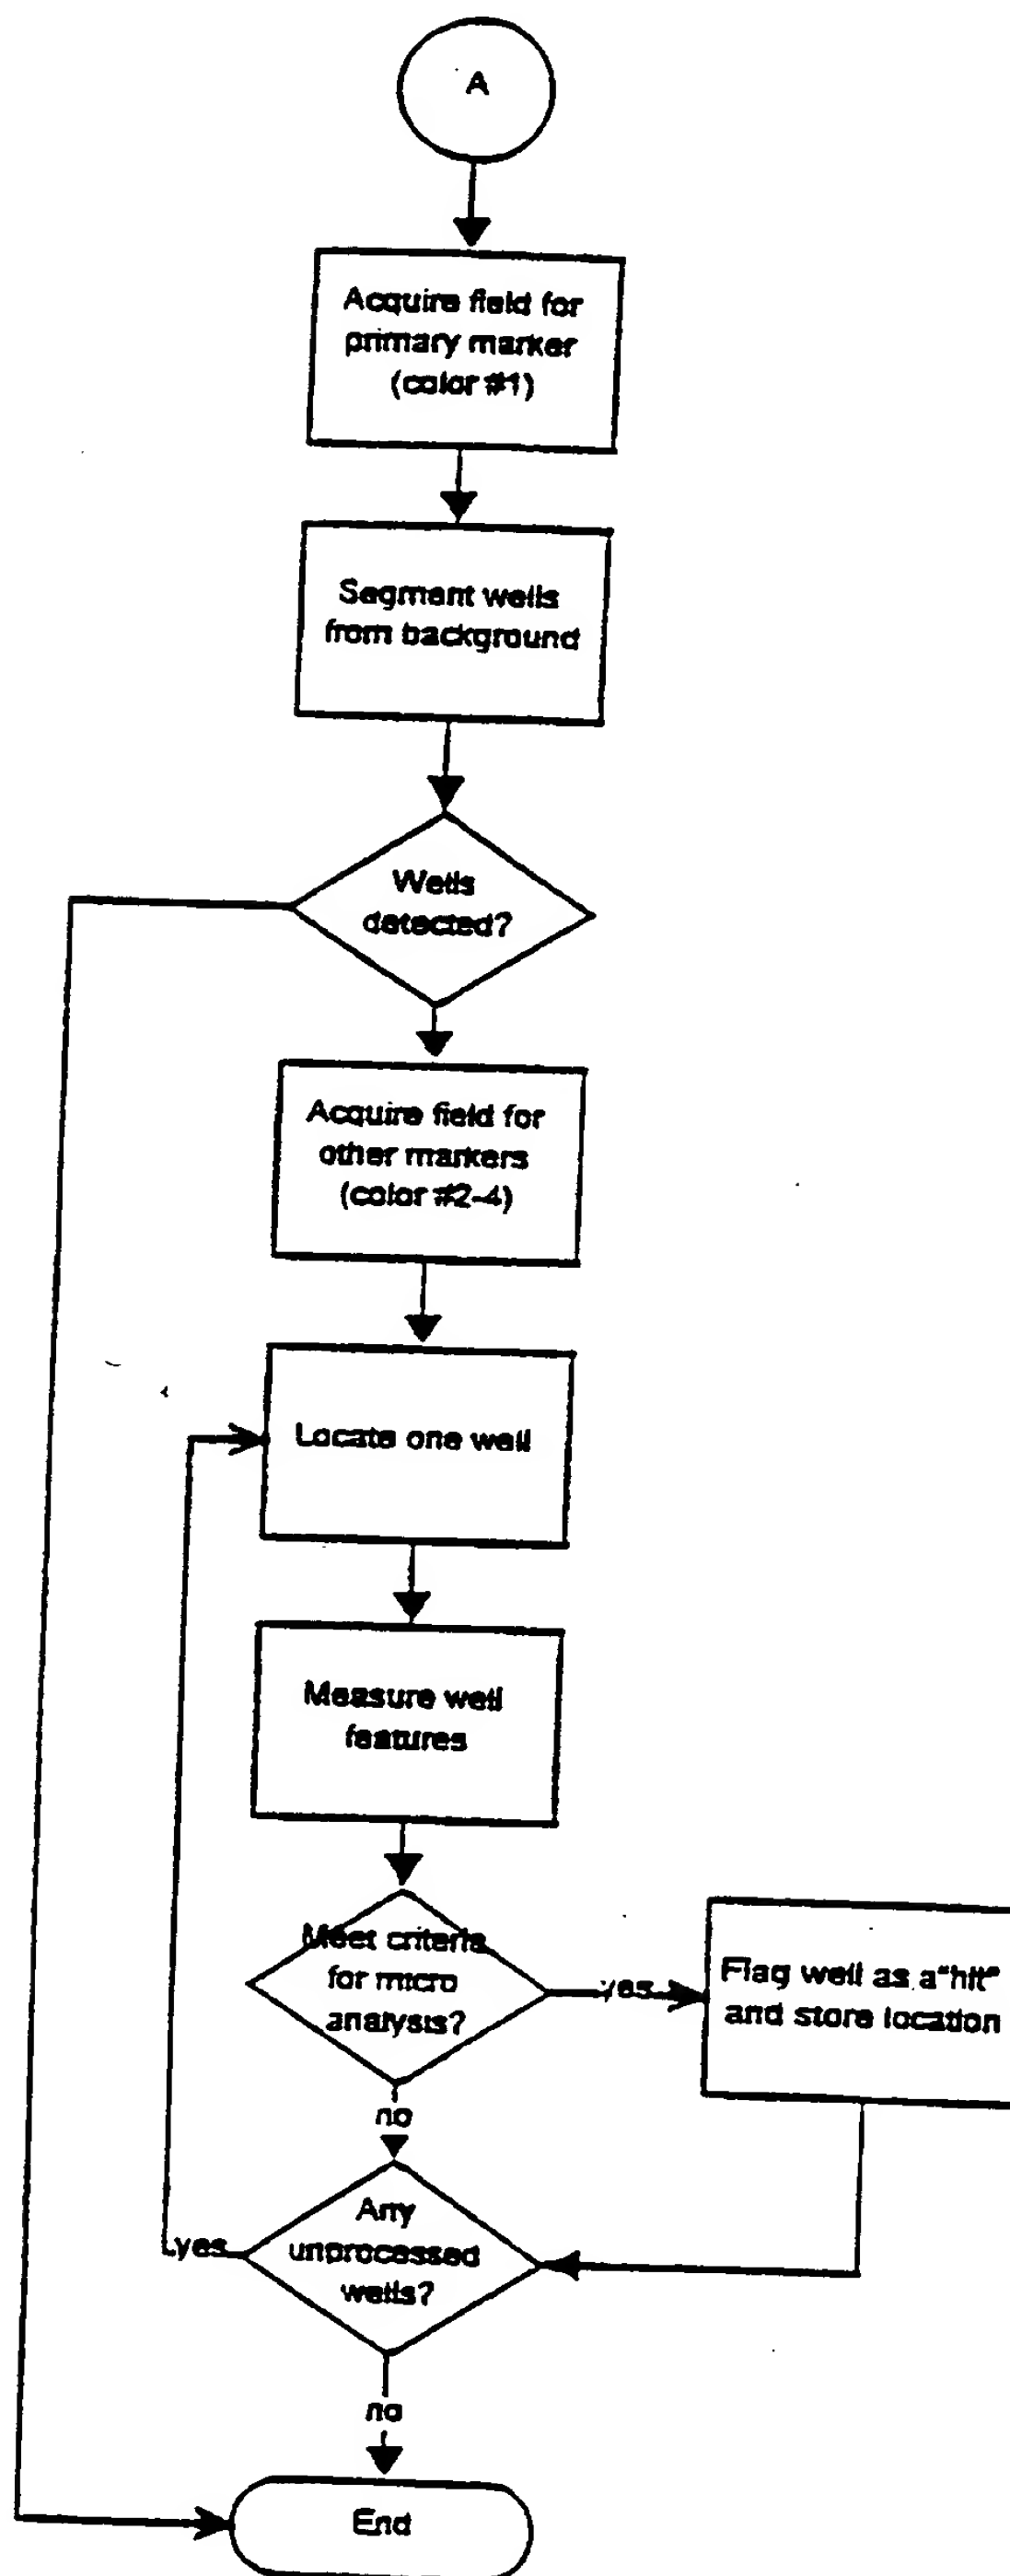 A
Acquire field for
primary marker
(color #1)
Segment wells
from background
Wells
detected?
Acquire field for
other markers
(color #2-4)
Locate one well
Measure well
features
Meet criteria
for micro
analysis?
yes
Flag well as a "hit"
and store location
no
Any
unprocessed
wells?
yes
no
End